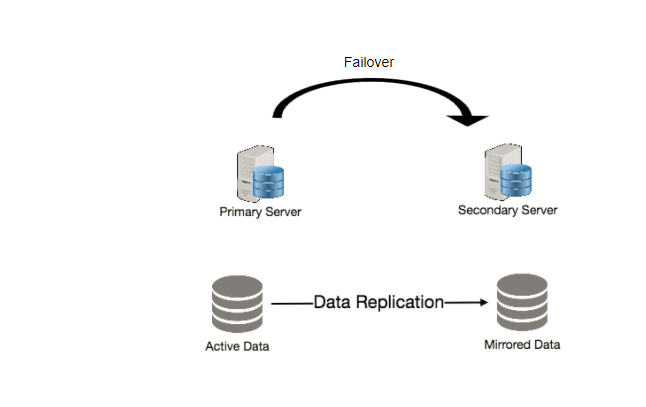 Failover
Primary Server
Secondary Server
Data Replication
Active Data
Mirrored Data